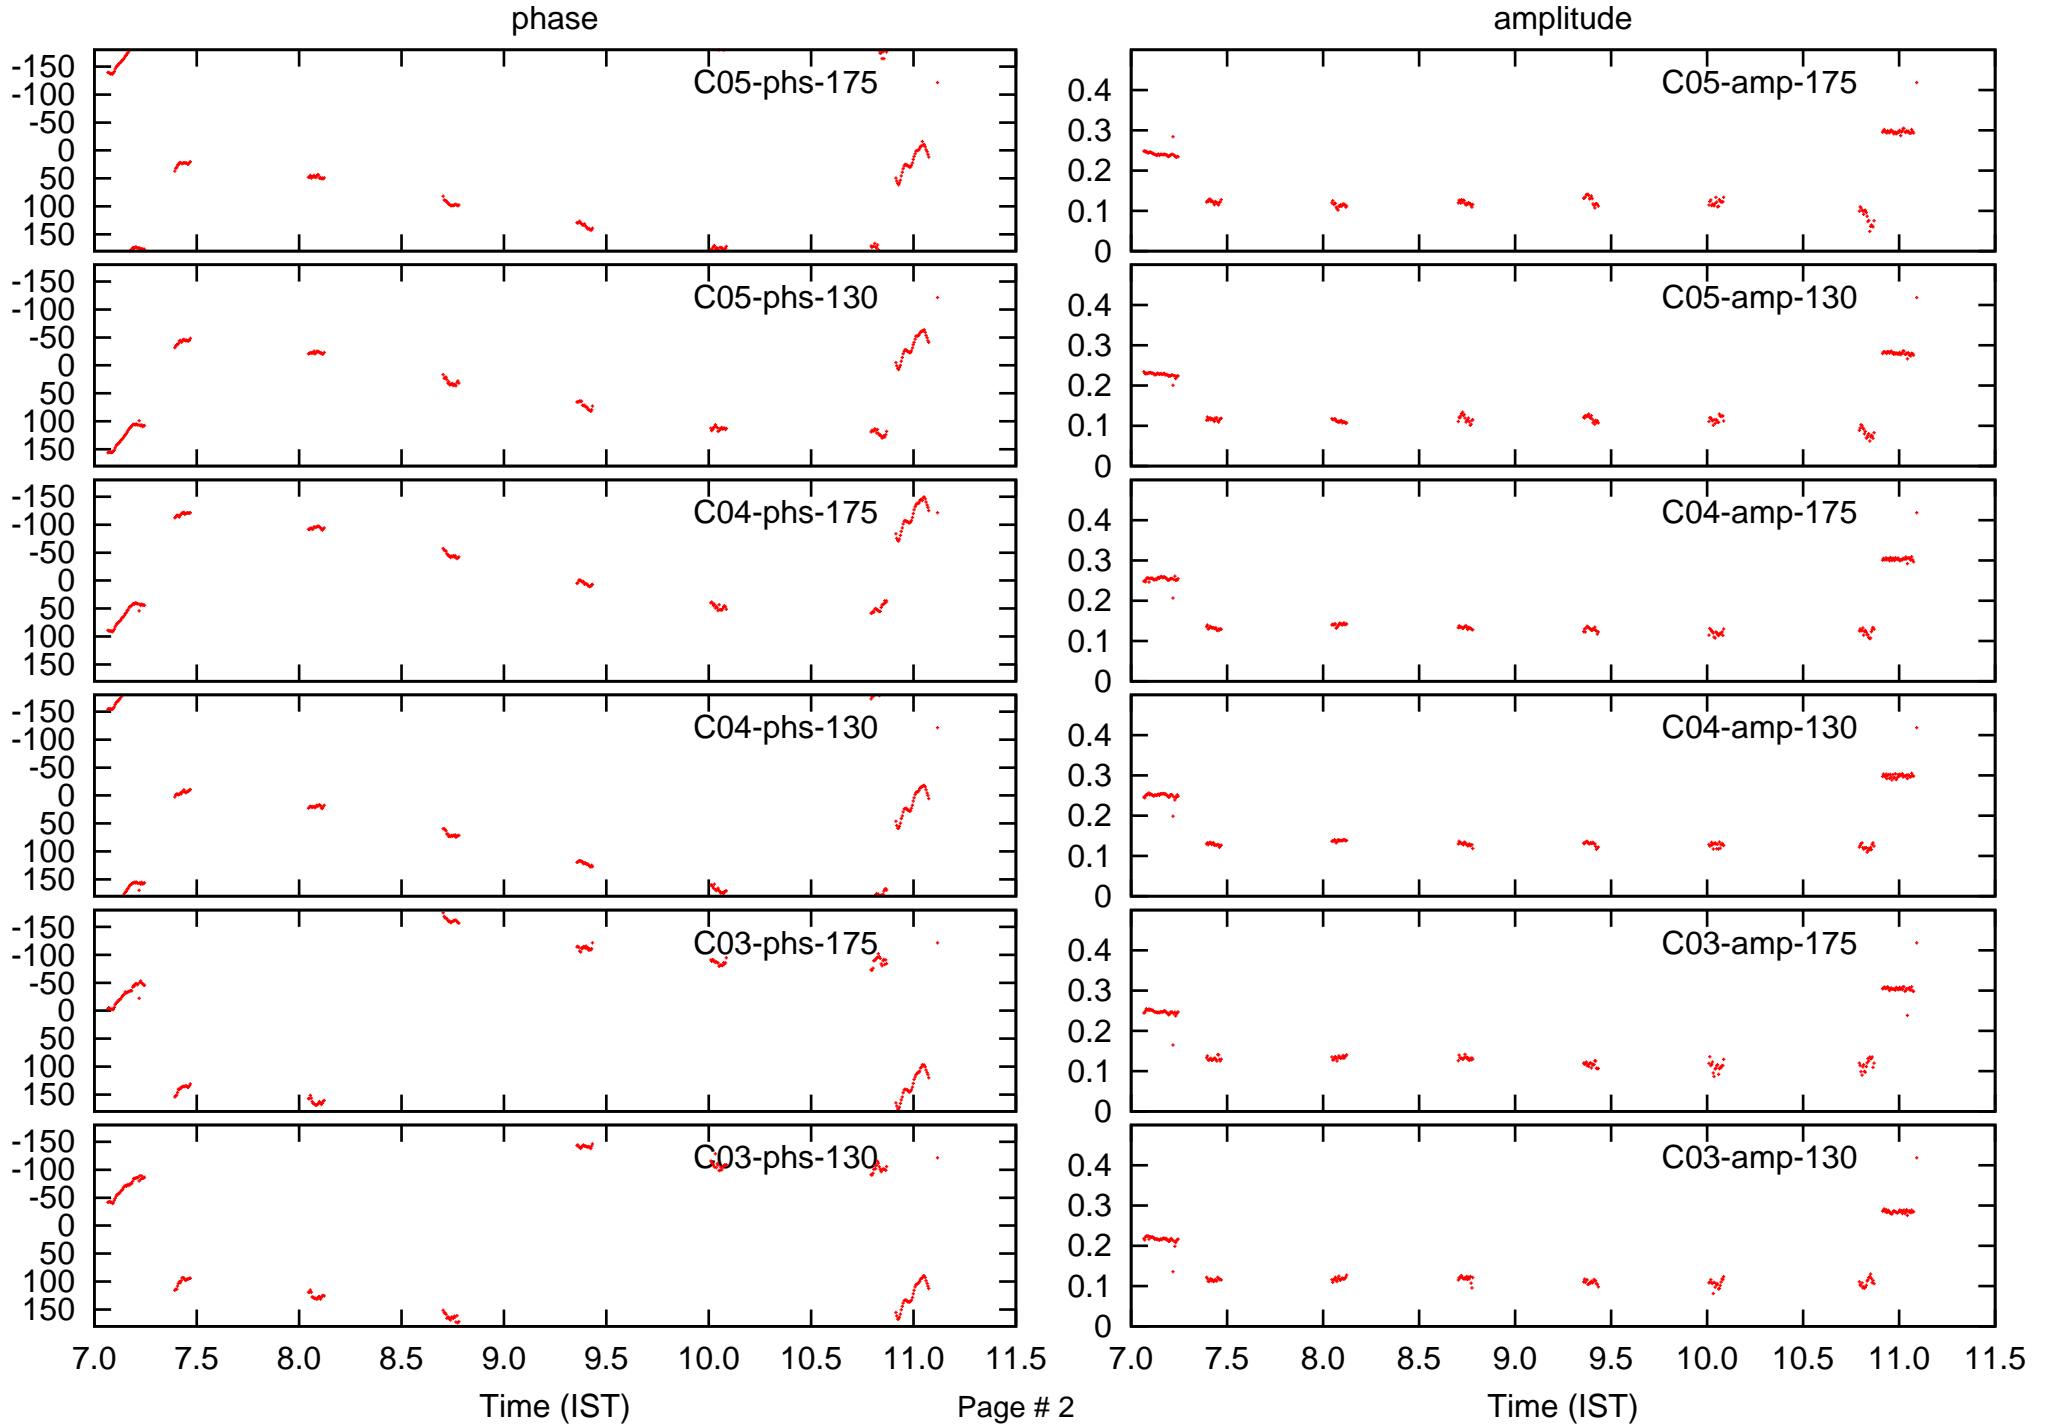 phase amplitude
-150 -100 -50 0 50 100 150 C05-phs-175
0.4 0.3 0.2 0.1 0 C05-amp-175
-150 -100 -50 0 50 100 150 C05-phs-130
0.4 0.3 0.2 0.1 0 C05-amp-130
-150 -100 -50 0 50 100 150 C04-phs-175
0.4 0.3 0.2 0.1 0 C04-amp-175
-150 -100 -50 0 50 100 150 C04-phs-130
0.4 0.3 0.2 0.1 0 C04-amp-130
-150 -100 -50 0 50 100 150 C03-phs-175
0.4 0.3 0.2 0.1 0 C03-amp-175
-150 -100 -50 0 50 100 150 C03-phs-130
0.4 0.3 0.2 0.1 0 C03-amp-130
7.0 7.5 8.0 8.5 9.0 9.5 10.0 10.5 11.0 11.5
7.0 7.5 8.0 8.5 9.0 9.5 10.0 10.5 11.0 11.5
Time (IST) Page # 2 Time (IST)